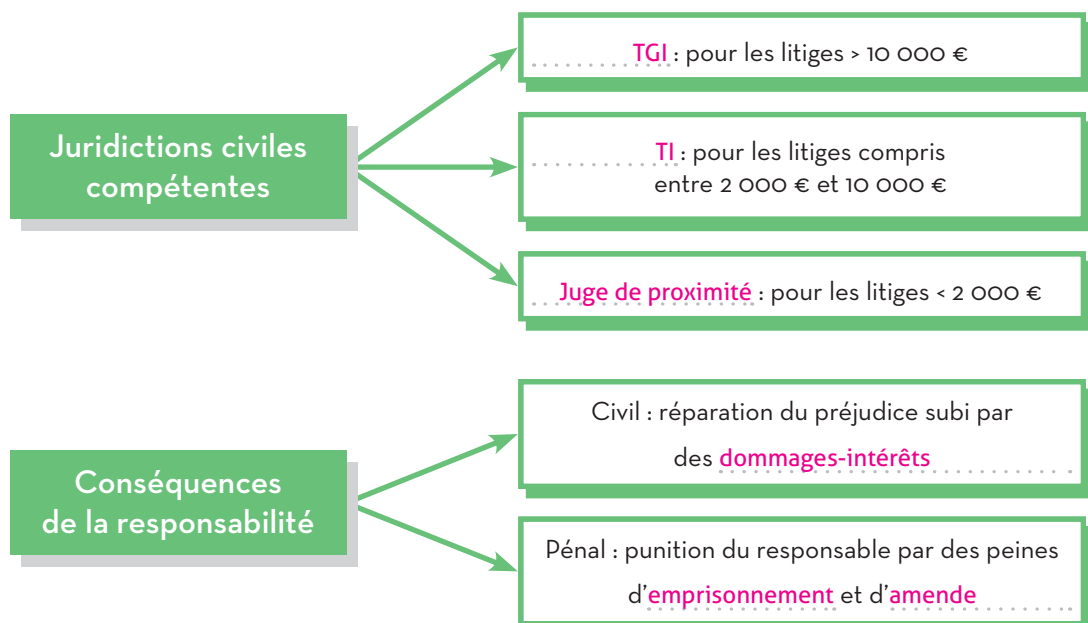 Juridictions civiles
compétentes
TGI : pour les litiges > 10 000 €
TI : pour les litiges compris
entre 2 000 € et 10 000 €
Juge de proximité : pour les litiges < 2 000 €
Conséquences
de la responsabilité
Civil : réparation du préjudice subi par
des dommages-intérêts
Pénal : punition du responsable par des peines
d'emprisonnement et d'amende